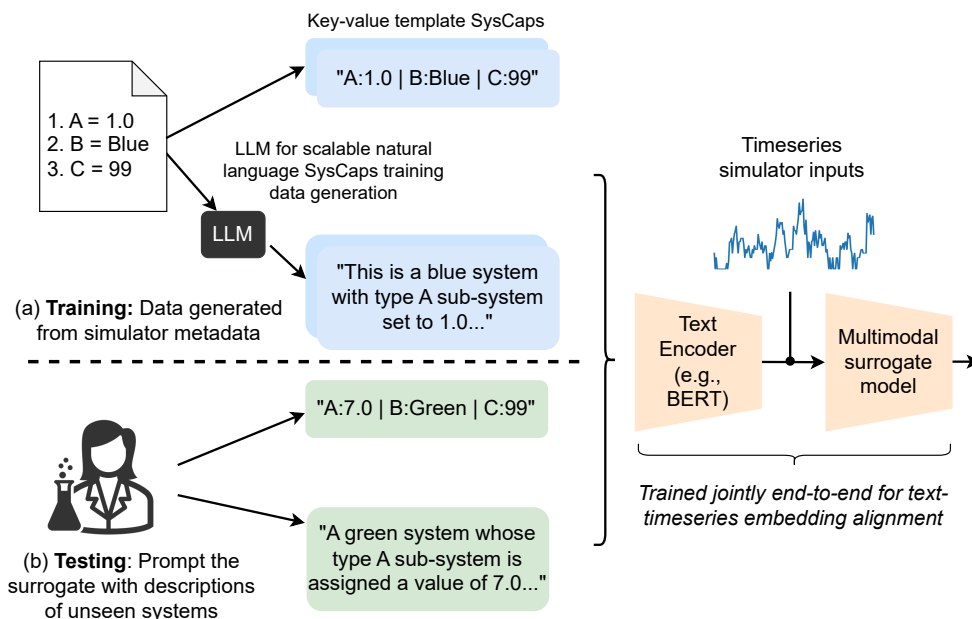 Key-value template SysCaps
"A:1.0 | B:Blue | C:99"
1. A = 1.0
2. B = Blue
3. C = 99
LLM for scalable natural
language SysCaps training
data generation
LLM
"This is a blue system
with type A sub-system
set to 1.0..."
(a) Training: Data generated
from simulator metadata
"A:7.0 | B:Green | C:99"
"A green system whose
type A sub-system is
assigned a value of 7.0..."
(b) Testing: Prompt the
surrogate with descriptions
of unseen systems
Timeseries
simulator inputs
Text
Encoder
(e.g.,
BERT)
Multimodal
surrogate
model
Trained jointly end-to-end for text-
timeseries embedding alignment